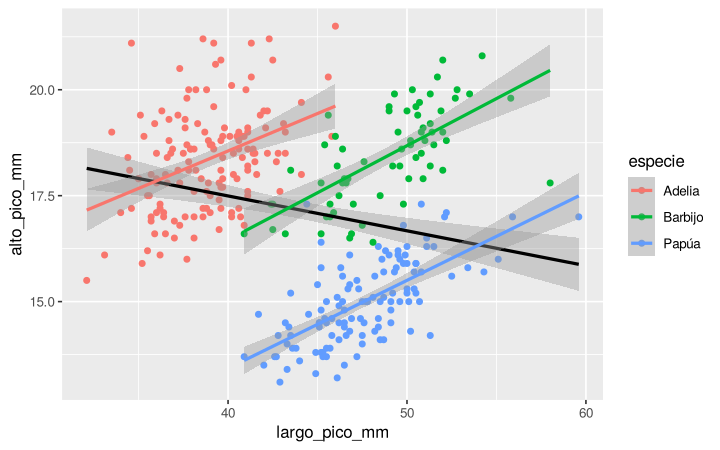 20.0
17.5
15.0
alto_pico_mm
40
50
60
largo_pico_mm
especie
Adelia
Barbijo
Papúa